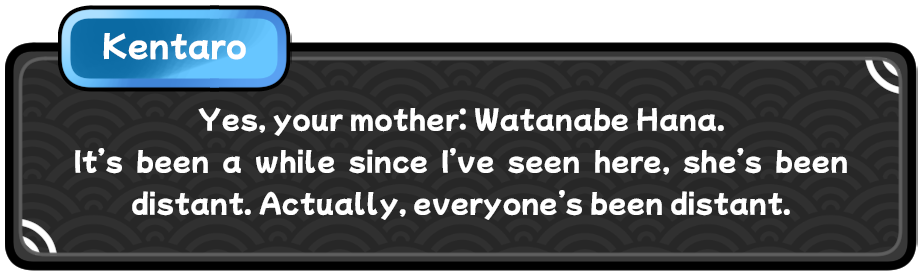 Kentaro
Yes, your mother: Watanabe Hana.
It's been a while since I've seen here, she's been
distant. Actually, everyone's been distant.